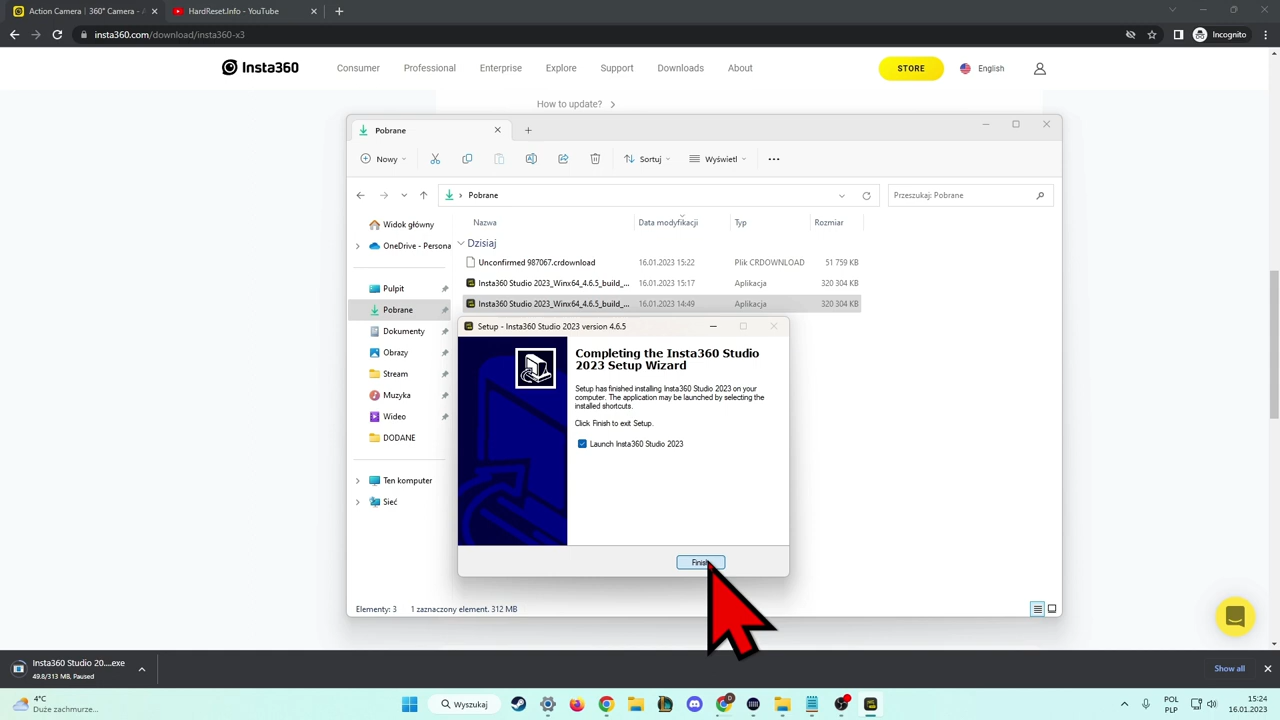 Action Camera | 360° Camera - A
HardReset.Info - YouTube
insta360.com/download/insta360-x3
Incognito
Insta360
Consumer
Professional
Enterprise
Explore
Support
Downloads
About
STORE
English
How to update?
Pobrane
Nowy
Sortuj
Wyświetl
Pobrane
Przeszukaj: Pobrane
Nazwa
Data modyfikacji
Typ
Rozmiar
Widok główny
OneDrive - Persona
Pulpit
Pobrane
Dokumenty
Obrazy
Stream
Muzyka
Wideo
DODANE
Ten komputer
Sieć
Dzisiaj
Unconfirmed 987067.crdownload 16.01.2023 15:22 Plik CRDOWNLOAD 51 759 KB
Insta360 Studio 2023_Winx64_4.6.5_build_... 16.01.2023 15:17 Aplikacja 320 304 KB
Insta360 Studio 2023_Winx64_4.6.5_build_... 16.01.2023 14:49 Aplikacja 320 304 KB
Setup - Insta360 Studio 2023 version 4.6.5
Completing the Insta360 Studio
2023 Setup Wizard
Setup has finished installing Insta360 Studio 2023 on your
computer. The application may be launched by selecting the
installed shortcuts.
Click Finish to exit Setup.
Launch Insta360 Studio 2023
Finish
Elementy: 3
1 zaznaczony element. 312 MB
Insta360 Studio 20....exe
49.8/313 MB, Paused
Show all
4°C
Duże zachmurze...
Wyszukaj
POL
PLP
15:24
16.01.2023